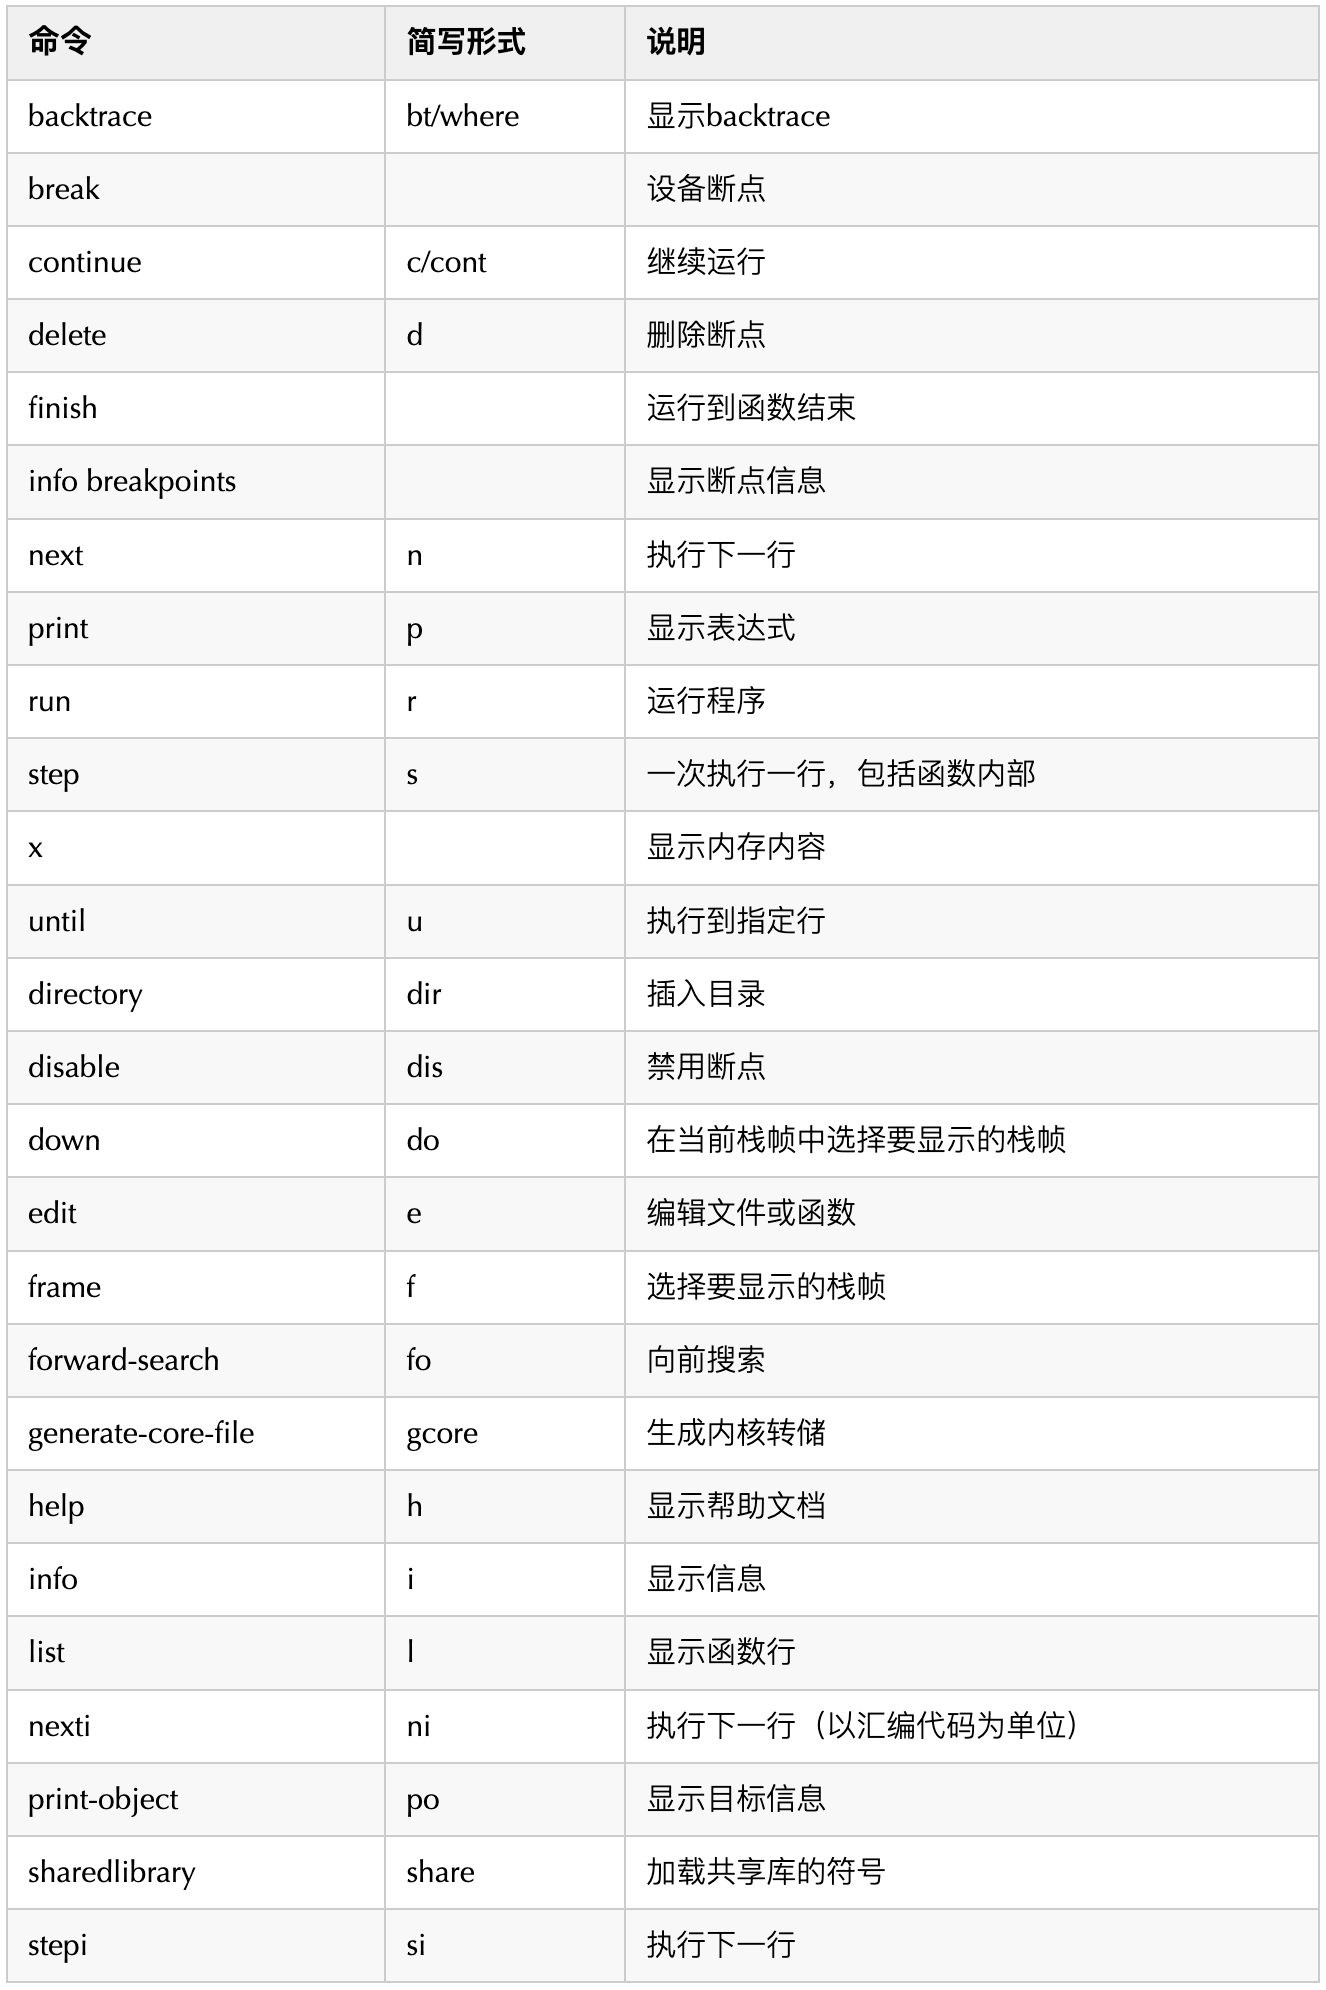 命令 简写形式 说明
backtrace bt/where 显示backtrace
break 设备断点
continue c/cont 继续运行
delete d 删除断点
finish 运行到函数结束
info breakpoints 显示断点信息
next n 执行下一行
print p 显示表达式
run r 运行程序
step s 一次执行一行，包括函数内部
x 显示内存内容
until u 执行到指定行
directory dir 插入目录
disable dis 禁用断点
down do 在当前栈帧中选择要显示的栈帧
edit e 编辑文件或函数
frame f 选择要显示的栈帧
forward-search fo 向前搜索
generate-core-file gcore 生成内核转储
help h 显示帮助文档
info i 显示信息
list l 显示函数行
nexti ni 执行下一行（以汇编代码为单位）
print-object po 显示目标信息
sharedlibrary share 加载共享库的符号
stepi si 执行下一行